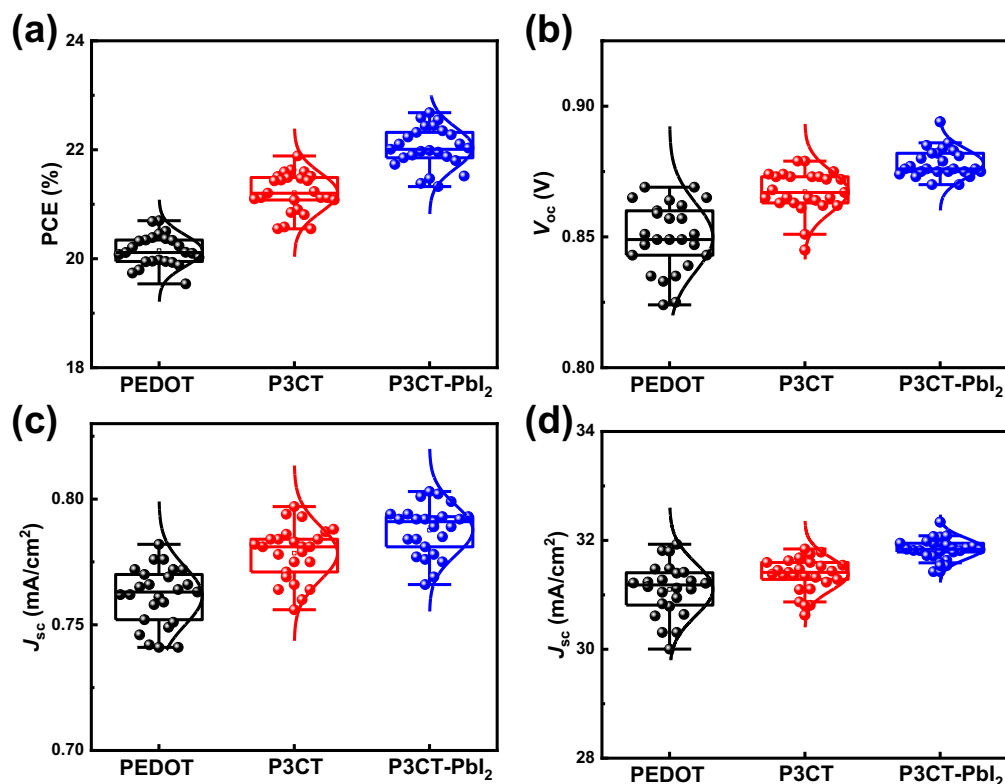 (a)
24
22
20
18
PCE (%)
PEDOT
P3CT
P3CT-PbI₂
(b)
0.90
0.85
0.80
Voc (V)
PEDOT
P3CT
P3CT-PbI₂
(c)
0.80
0.75
0.70
Jsc (mA/cm²)
PEDOT
P3CT
P3CT-PbI₂
(d)
34
32
30
28
Jsc (mA/cm²)
PEDOT
P3CT
P3CT-PbI₂